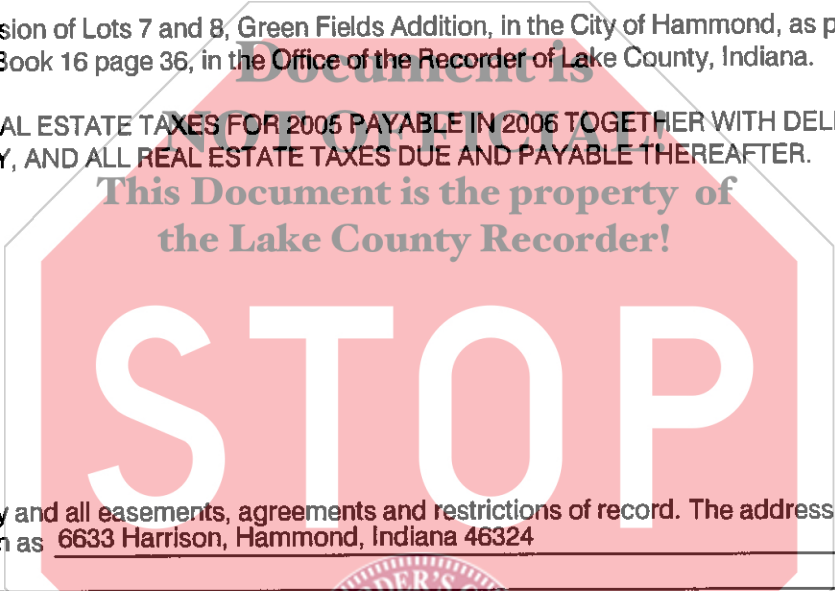 sion of Lots 7 and 8, Green Fields Addition, in the City of Hammond, as p
Book 16 page 36, in the Office of the Recorder of Lake County, Indiana.
Document is
NOT OFFICIAL!
AL ESTATE TAXES FOR 2005 PAYABLE IN 2006 TOGETHER WITH DELI
Y, AND ALL REAL ESTATE TAXES DUE AND PAYABLE THEREAFTER.
This Document is the property of
the Lake County Recorder!
STOP
y and all easements, agreements and restrictions of record. The address
n as 6633 Harrison, Hammond, Indiana 46324